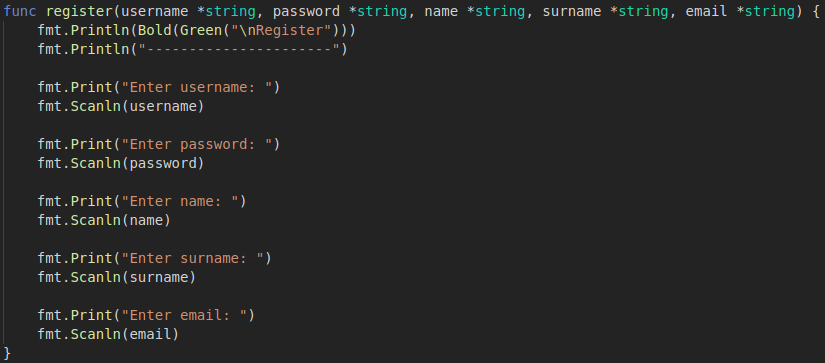 func register(username *string, password *string, name *string, surname *string, email *string) {
    fmt.Println(Bold(Green("\nRegister")))
    fmt.Println("----------------------")

    fmt.Print("Enter username: ")
    fmt.Scanln(username)

    fmt.Print("Enter password: ")
    fmt.Scanln(password)

    fmt.Print("Enter name: ")
    fmt.Scanln(name)

    fmt.Print("Enter surname: ")
    fmt.Scanln(surname)

    fmt.Print("Enter email: ")
    fmt.Scanln(email)
}